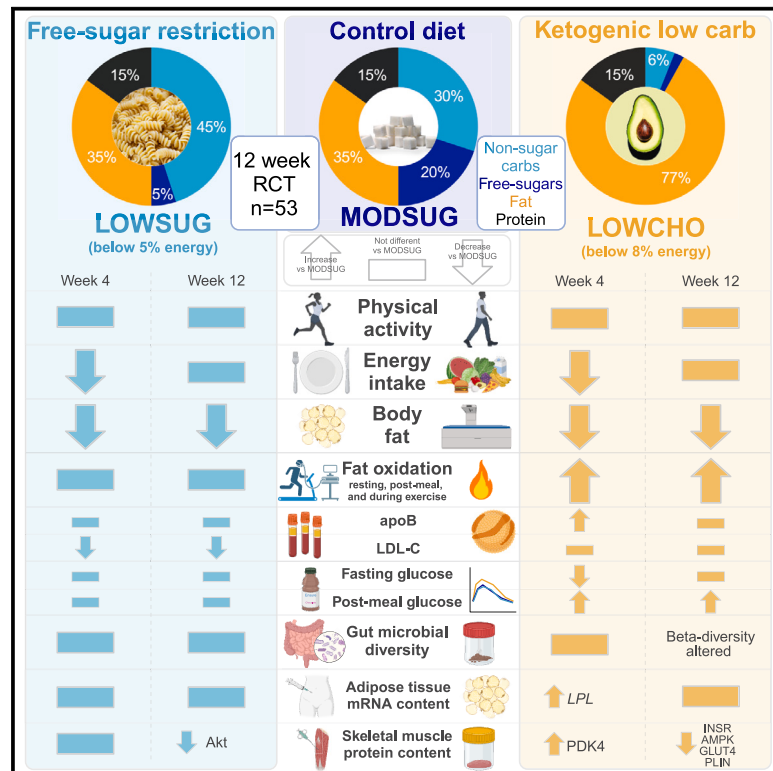 Free-sugar restriction
Control diet
Ketogenic low carb
15%
45%
35%
5%
15%
30%
35%
20%
15%
6%
77%
12 week
RCT
n=53
Non-sugar
carbs
Free-sugars
Fat
Protein
LOWSUG
(below 5% energy)
MODSUG
LOWCHO
(below 8% energy)
Increase
vs MODSUG
Not different
vs MODSUG
Decrease
vs MODSUG
Week 4
Week 12
Week 4
Week 12
Physical
activity
Energy
intake
Body
fat
Fat oxidation
resting, post-meal,
and during exercise
apoB
LDL-C
Fasting glucose
Post-meal glucose
Gut microbial
diversity
Beta-diversity
altered
Adipose tissue
mRNA content
LPL
Akt
Skeletal muscle
protein content
PDK4
INSR
AMPK
GLUT4
PLIN